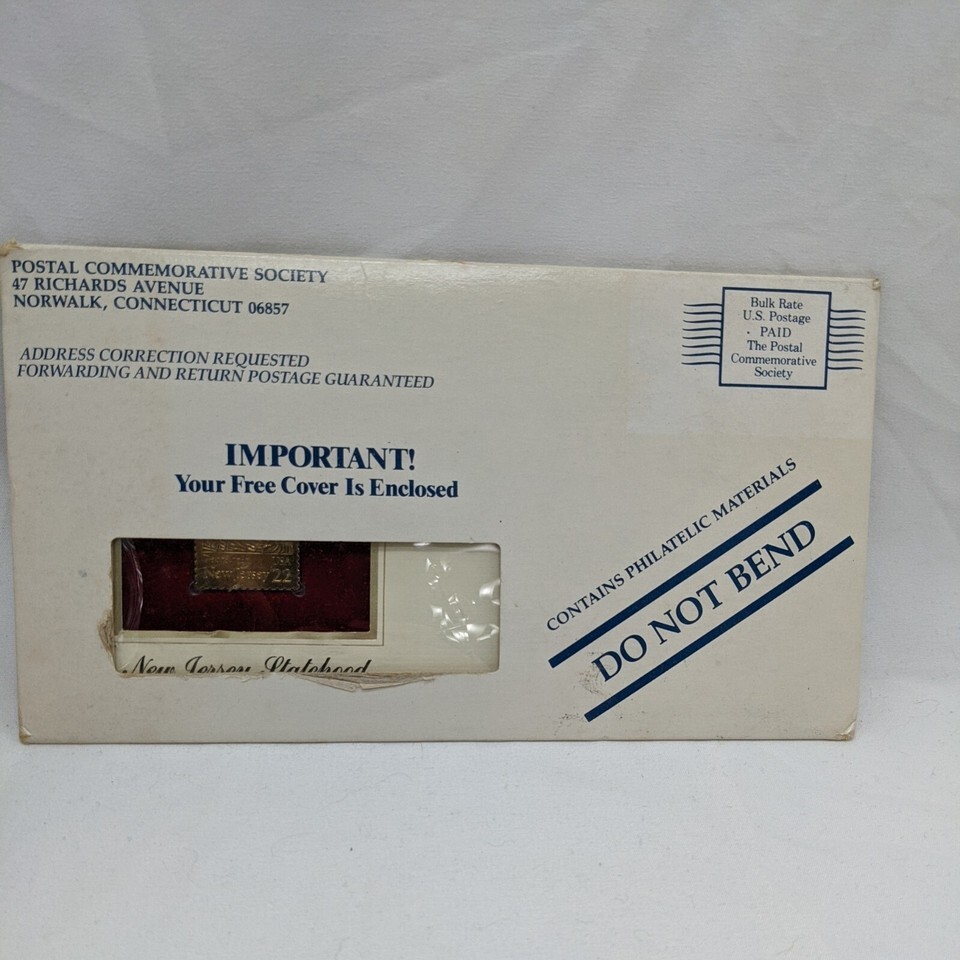 POSTAL COMMEMORATIVE SOCIETY
47 RICHARDS AVENUE
NORWALK, CONNECTICUT 06857
ADDRESS CORRECTION REQUESTED
FORWARDING AND RETURN POSTAGE GUARANTEED
Bulk Rate
U.S. Postage
PAID
The Postal
Commemorative
Society
IMPORTANT!
Your Free Cover Is Enclosed
CONTAINS PHILATELIC MATERIALS
DO NOT BEND
USA
New Jersey 22
New Jersey Statehood